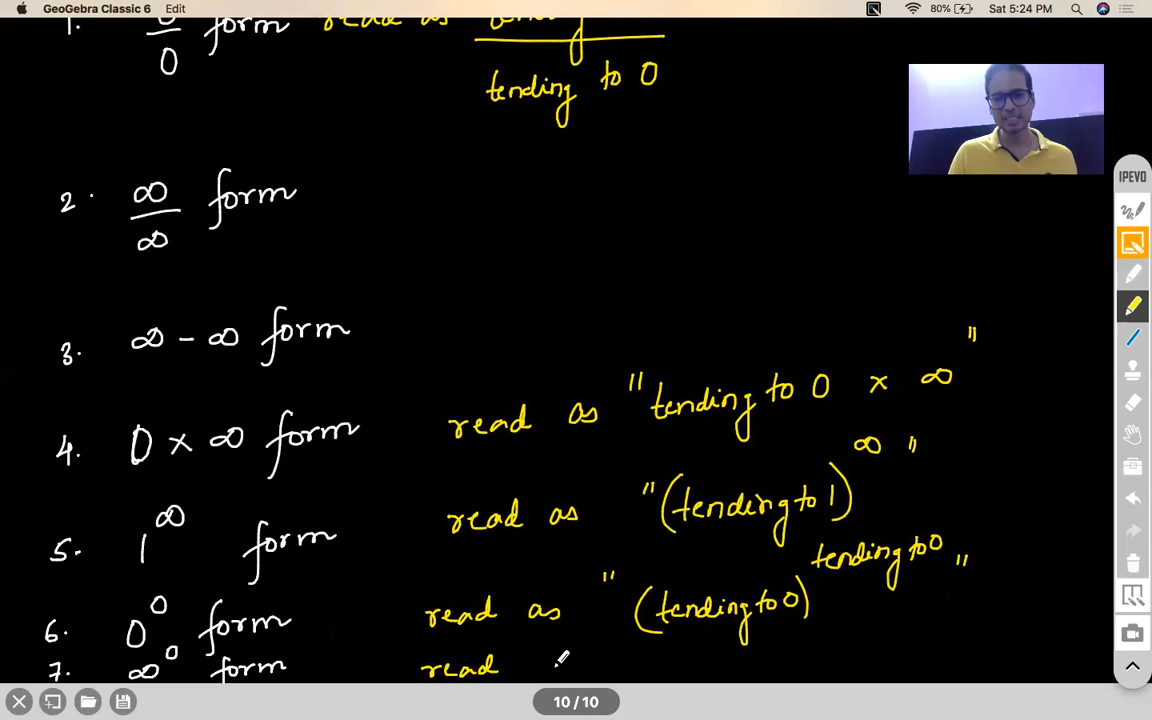 GeoGebra Classic 6 Edit 80% Sat 5:24 PM
1. 0 form read as
0 tending to 0
IPEVO
2. ∞ form
∞
3. ∞ - ∞ form
4. 0 × ∞ form read as "tending to 0 × ∞"
5. 1^∞ form read as "(tending to 1)^∞"
6. 0^0 form read as "(tending to 0)^tending to 0"
7. ∞^0 form read
10 / 10